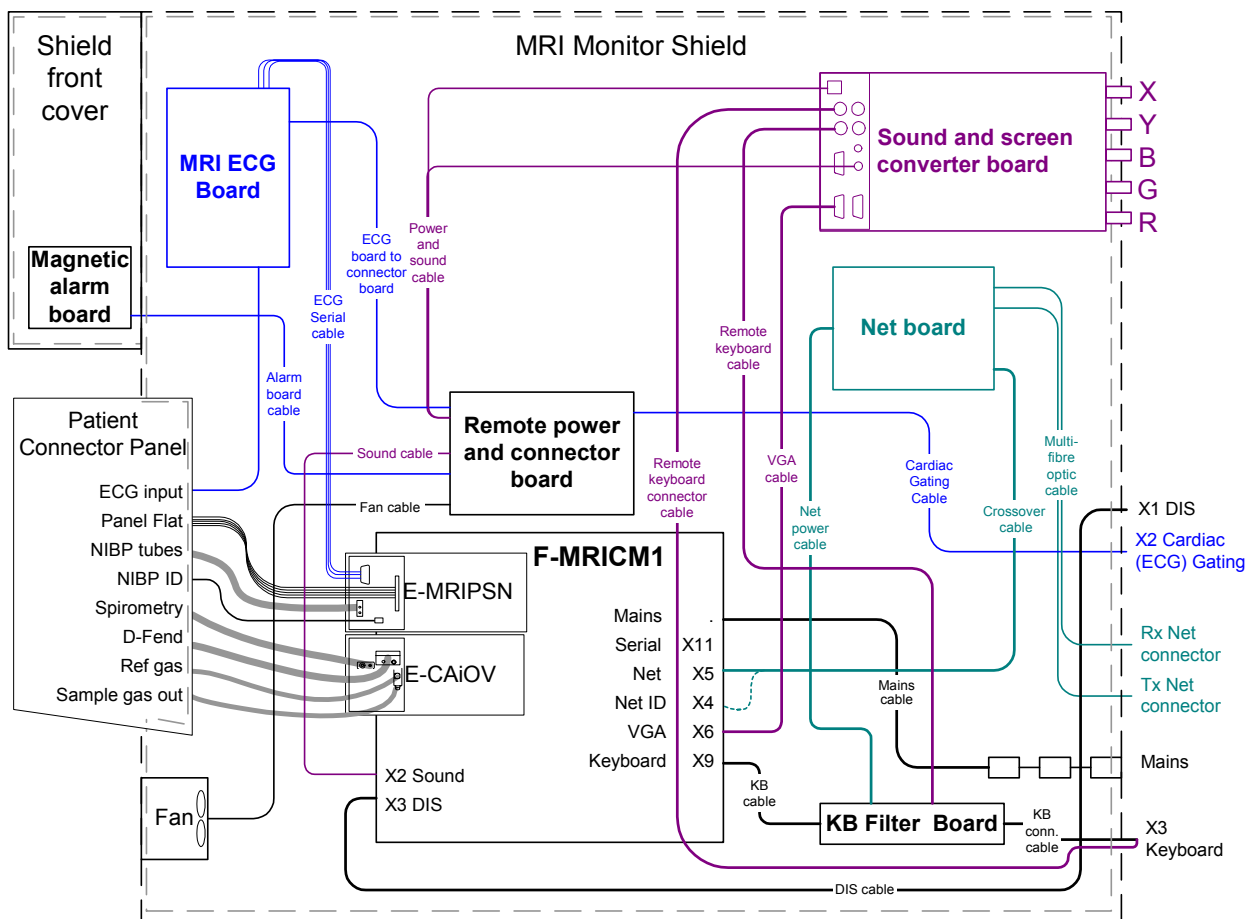 MRI Monitor Shield
Shield
front
cover
MRI ECG
Board
Magnetic
alarm
board
Sound and screen
converter board
X
Y
B
G
R
Power
and
sound
cable
ECG
board to
connector
board
ECG
Serial
cable
Alarm
board
cable
Net board
Remote
keyboard
cable
Patient
Connector Panel
ECG input
Panel Flat
NIBP tubes
NIBP ID
Spirometry
D-Fend
Ref gas
Sample gas out
Remote power
and connector
board
Sound cable
Fan cable
Remote
keyboard
connector
cable
VGA
cable
Net
power
cable
Cardiac
Gating
Cable
Crossover
cable
Multi-
fibre
optic
cable
X1 DIS
X2 Cardiac
(ECG) Gating
Rx Net
connector
Tx Net
connector
Mains
X3
Keyboard
F-MRICM1
E-MRIPSN
E-CAiOV
Mains .
Serial X11
Net X5
Net ID X4
VGA X6
Keyboard X9
X2 Sound
X3 DIS
Mains
cable
KB
cable
KB Filter Board
KB
conn.
cable
Fan
DIS cable